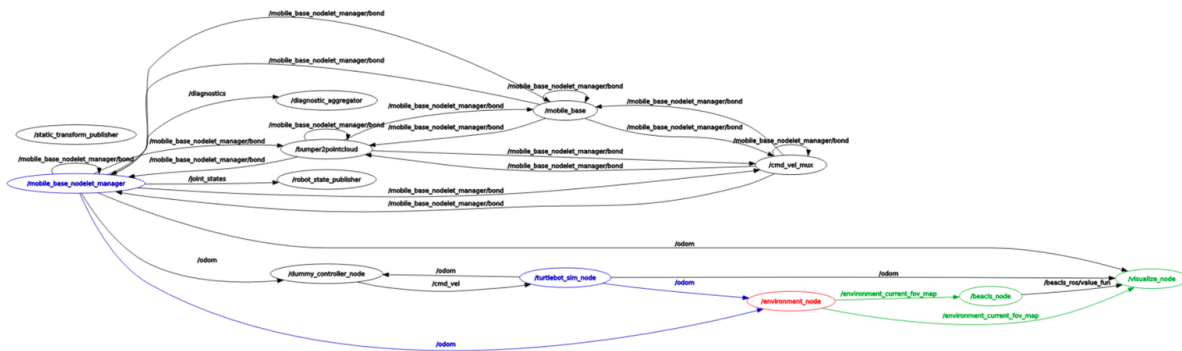 /mobile_base_nodelet_manager/bond
/mobile_base_nodelet_manager/bond
/mobile_base_nodelet_manager/bond
/diagnostics
/diagnostic_aggregator
/mobile_base_nodelet_manager/bond
/mobile_base_nodelet_manager/bond
/mobile_base
/static_transform_publisher
/mobile_base_nodelet_manager/bond
/mobile_base_nodelet_manager/bond
/mobile_base_nodelet_manager/bond
/mobile_base_nodelet_manager/bond
/mobile_base_nodelet_manager/bond
/bumper2pointcloud
/mobile_base_nodelet_manager/bond
/mobile_base_nodelet_manager/bond
/mobile_base_nodelet_manager/bond
/mobile_base_nodelet_manager/bond
/mobile_base_nodelet_manager/bond
/cmd_vel_mux
/mobile_base_nodelet_manager
/joint_states
/robot_state_publisher
/mobile_base_nodelet_manager/bond
/mobile_base_nodelet_manager/bond
/odom
/odom
/dummy_controller_node
/odom
/cmd_vel
/turtlebot_sim_node
/odom
/odom
/visualize_node
/beacls_ros/value_fun
/environment_current_fov_map
/beacls_node
/environment_node
/environment_current_fov_map
/odom